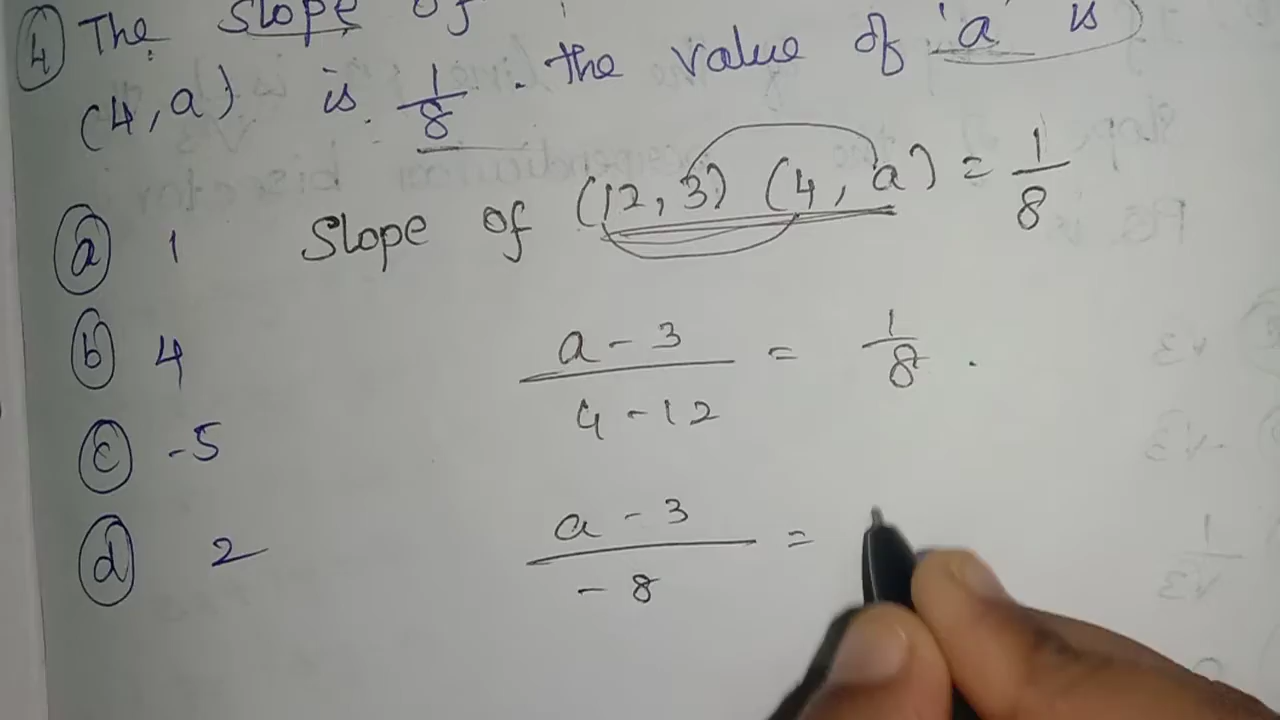 4 The slope of
(4, a) is 1/8 . the value of 'a' is
Slope of (12, 3) (4, a) = 1/8
a 1
b 4
a - 3 / 4 - 12 = 1/8 .
c -5
d 2
a - 3 / - 8 =